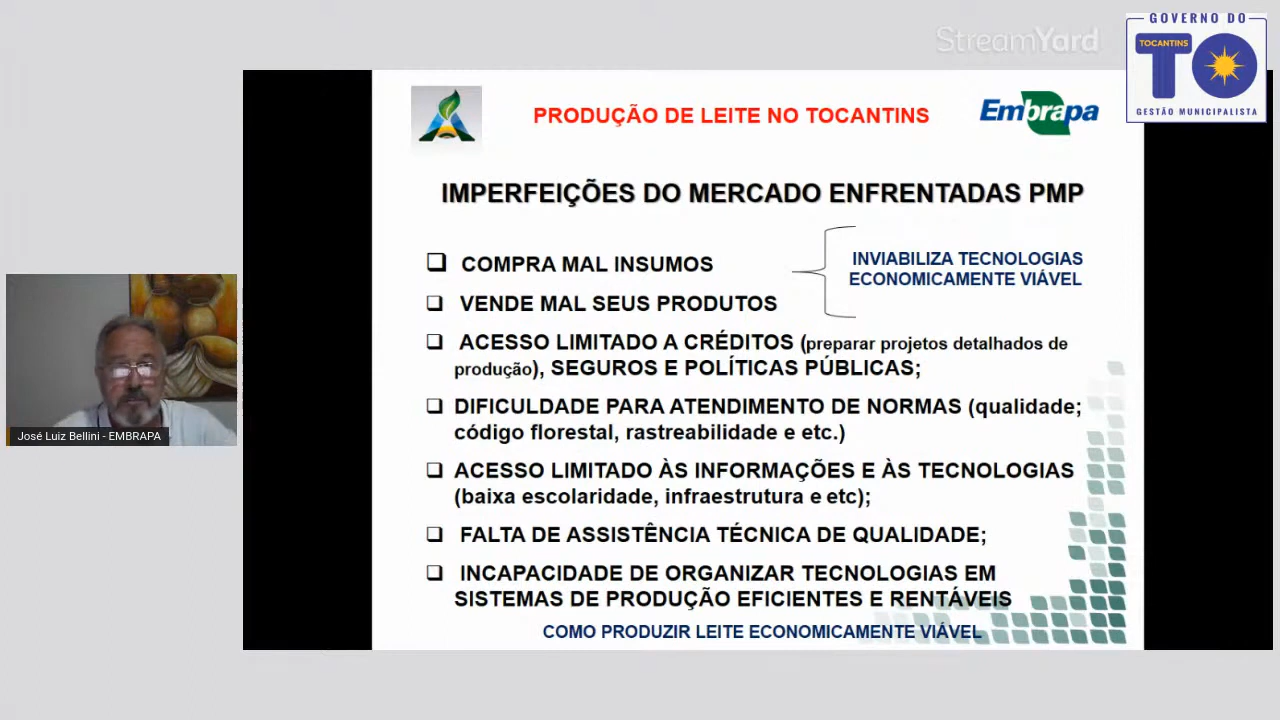 StreamYard
GOVERNO DO
TOCANTINS
TO
GESTÃO MUNICIPALISTA
PRODUÇÃO DE LEITE NO TOCANTINS
Embrapa
IMPERFEIÇÕES DO MERCADO ENFRENTADAS PMP
COMPRA MAL INSUMOS
VENDE MAL SEUS PRODUTOS
INVIABILIZA TECNOLOGIAS
ECONOMICAMENTE VIÁVEL
ACESSO LIMITADO A CRÉDITOS (preparar projetos detalhados de
produção), SEGUROS E POLÍTICAS PÚBLICAS;
DIFICULDADE PARA ATENDIMENTO DE NORMAS (qualidade;
código florestal, rastreabilidade e etc.)
ACESSO LIMITADO ÀS INFORMAÇÕES E ÀS TECNOLOGIAS
(baixa escolaridade, infraestrutura e etc);
FALTA DE ASSISTÊNCIA TÉCNICA DE QUALIDADE;
INCAPACIDADE DE ORGANIZAR TECNOLOGIAS EM
SISTEMAS DE PRODUÇÃO EFICIENTES E RENTÁVEIS
COMO PRODUZIR LEITE ECONOMICAMENTE VIÁVEL
José Luiz Bellini - EMBRAPA